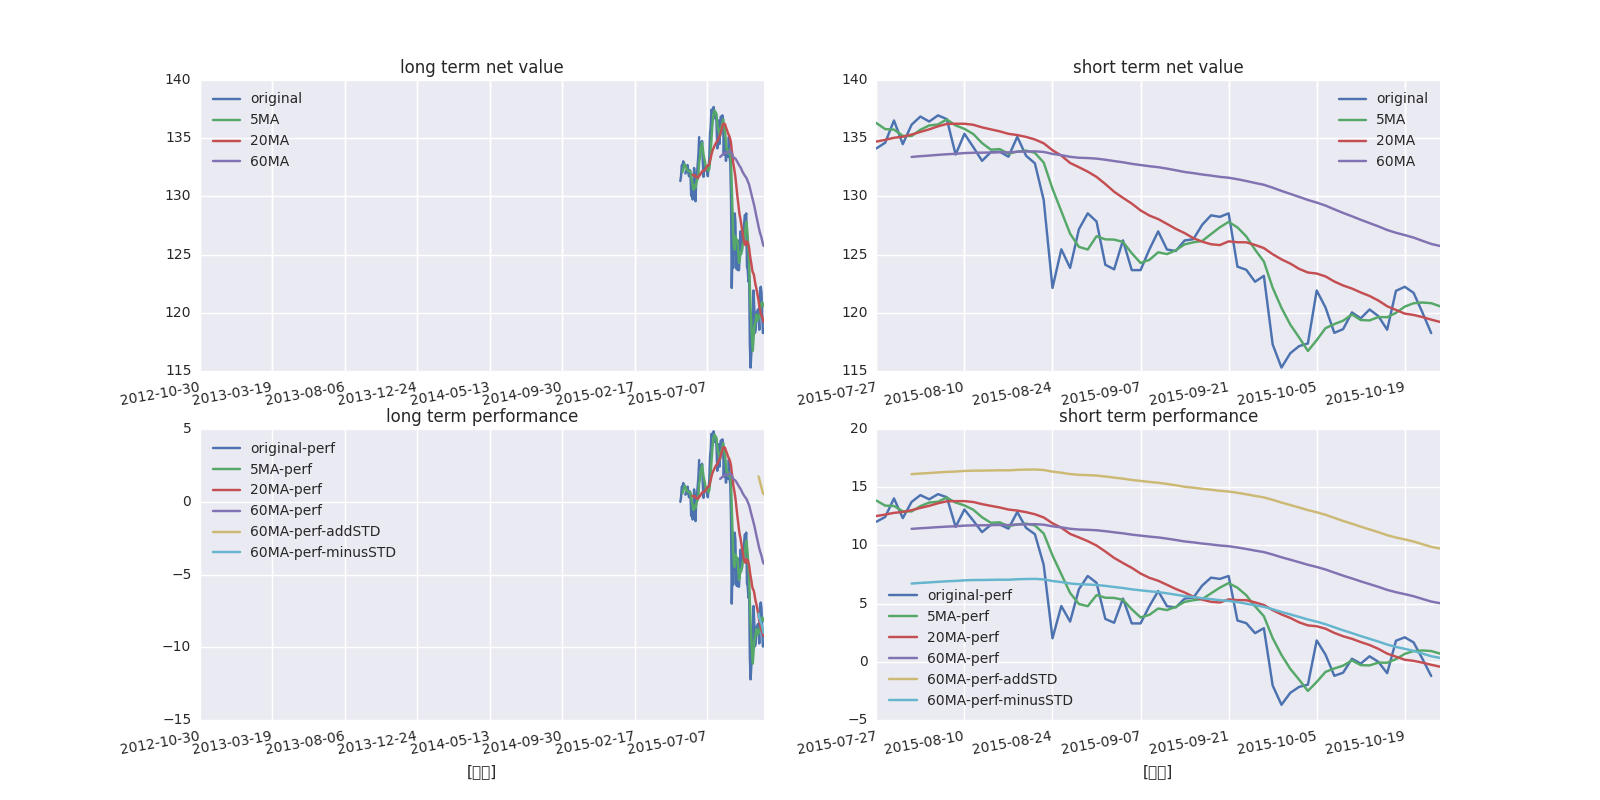 long term net value
140
135
130
125
120
115
original
5MA
20MA
60MA
2012-10-30
2013-03-19
2013-08-06
2013-12-24
2014-05-13
2014-09-30
2015-02-17
2015-07-07
short term net value
140
135
130
125
120
115
original
5MA
20MA
60MA
2015-07-27
2015-08-10
2015-08-24
2015-09-07
2015-09-21
2015-10-05
2015-10-19
long term performance
5
0
−5
−10
−15
original-perf
5MA-perf
20MA-perf
60MA-perf
60MA-perf-addSTD
60MA-perf-minusSTD
2012-10-30
2013-03-19
2013-08-06
2013-12-24
2014-05-13
2014-09-30
2015-02-17
2015-07-07
short term performance
20
15
10
5
0
−5
original-perf
5MA-perf
20MA-perf
60MA-perf
60MA-perf-addSTD
60MA-perf-minusSTD
2015-07-27
2015-08-10
2015-08-24
2015-09-07
2015-09-21
2015-10-05
2015-10-19